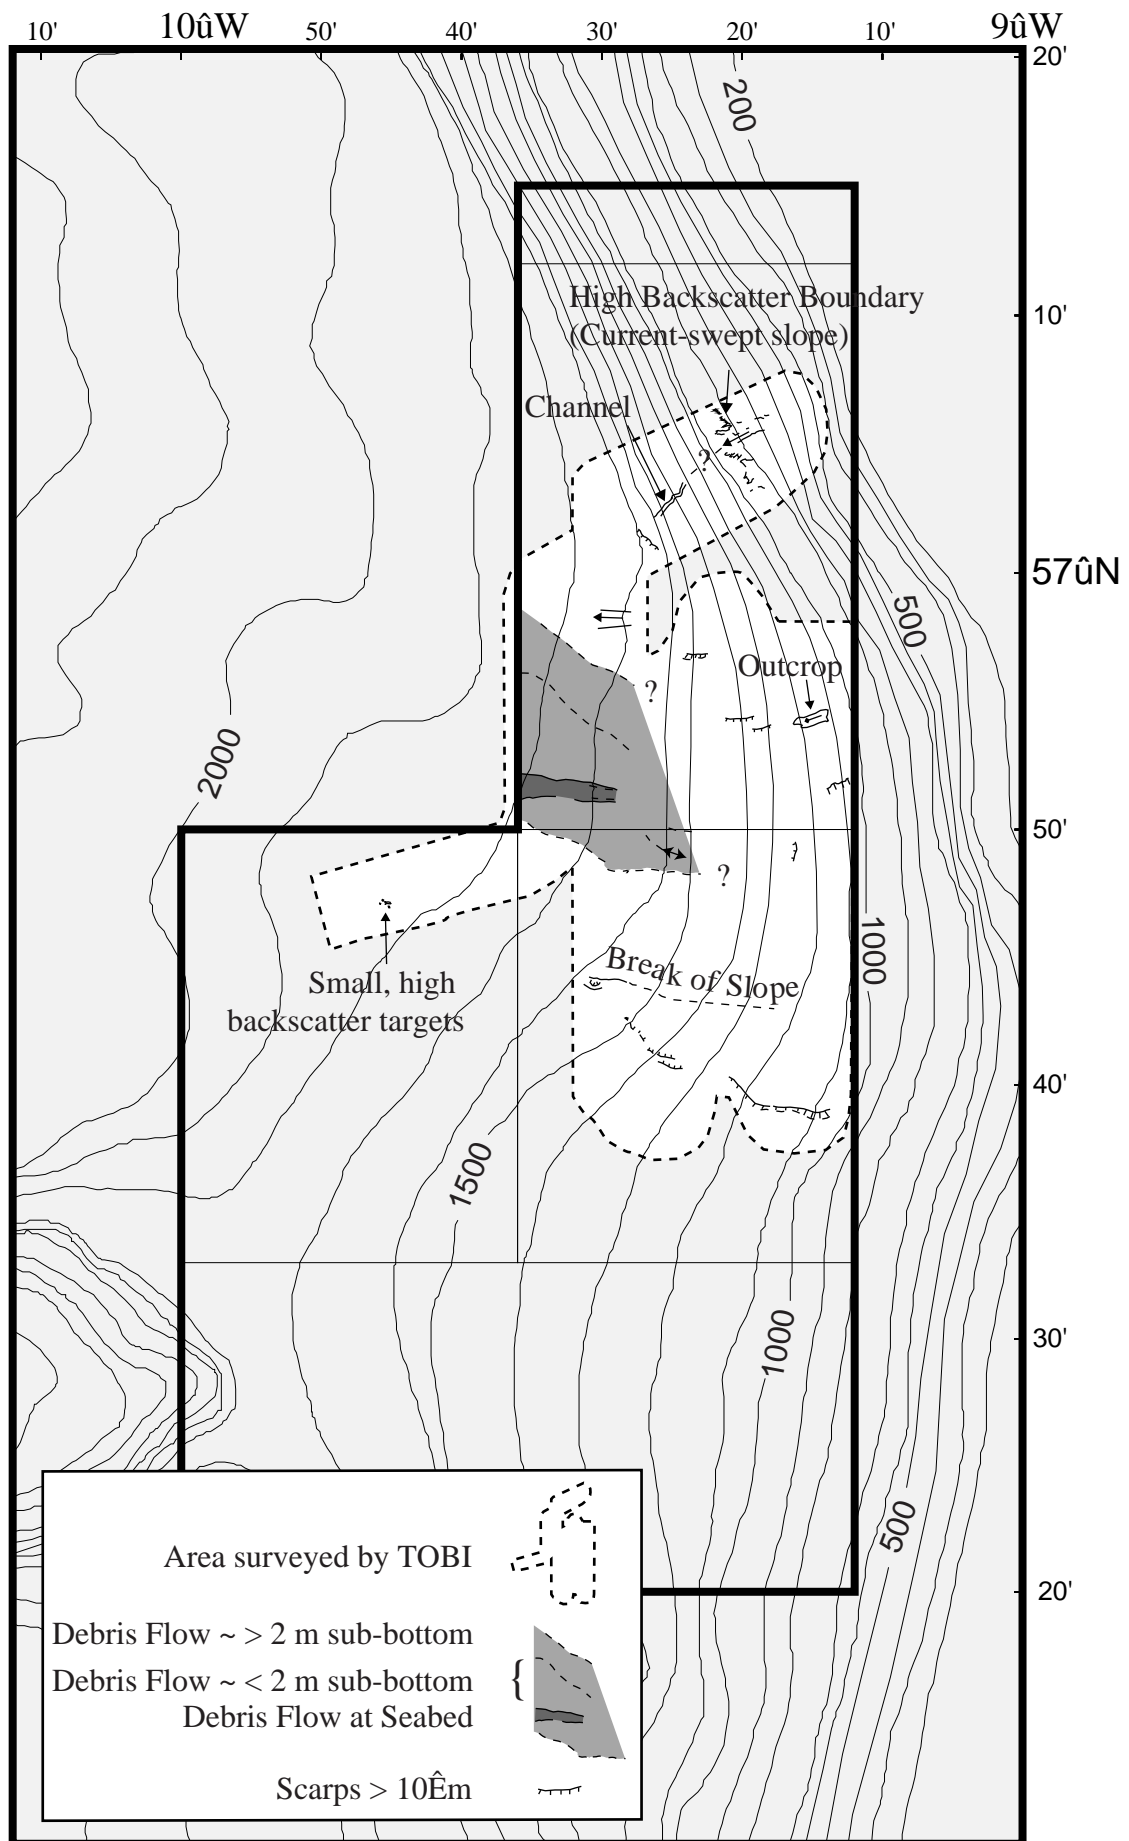 10' 10ûW 50' 40' 30' 20' 10' 9ûW
20'
200
High Backscatter Boundary
(Current-swept slope)
10'
Channel
?
57ûN
500
Outcrop
?
2000
50'
?
1000
Break of Slope
Small, high
backscatter targets
40'
1500
30'
1000
500
Area surveyed by TOBI
20'
Debris Flow ~ > 2 m sub-bottom
Debris Flow ~ < 2 m sub-bottom {
Debris Flow at Seabed
Scarps > 10Êm